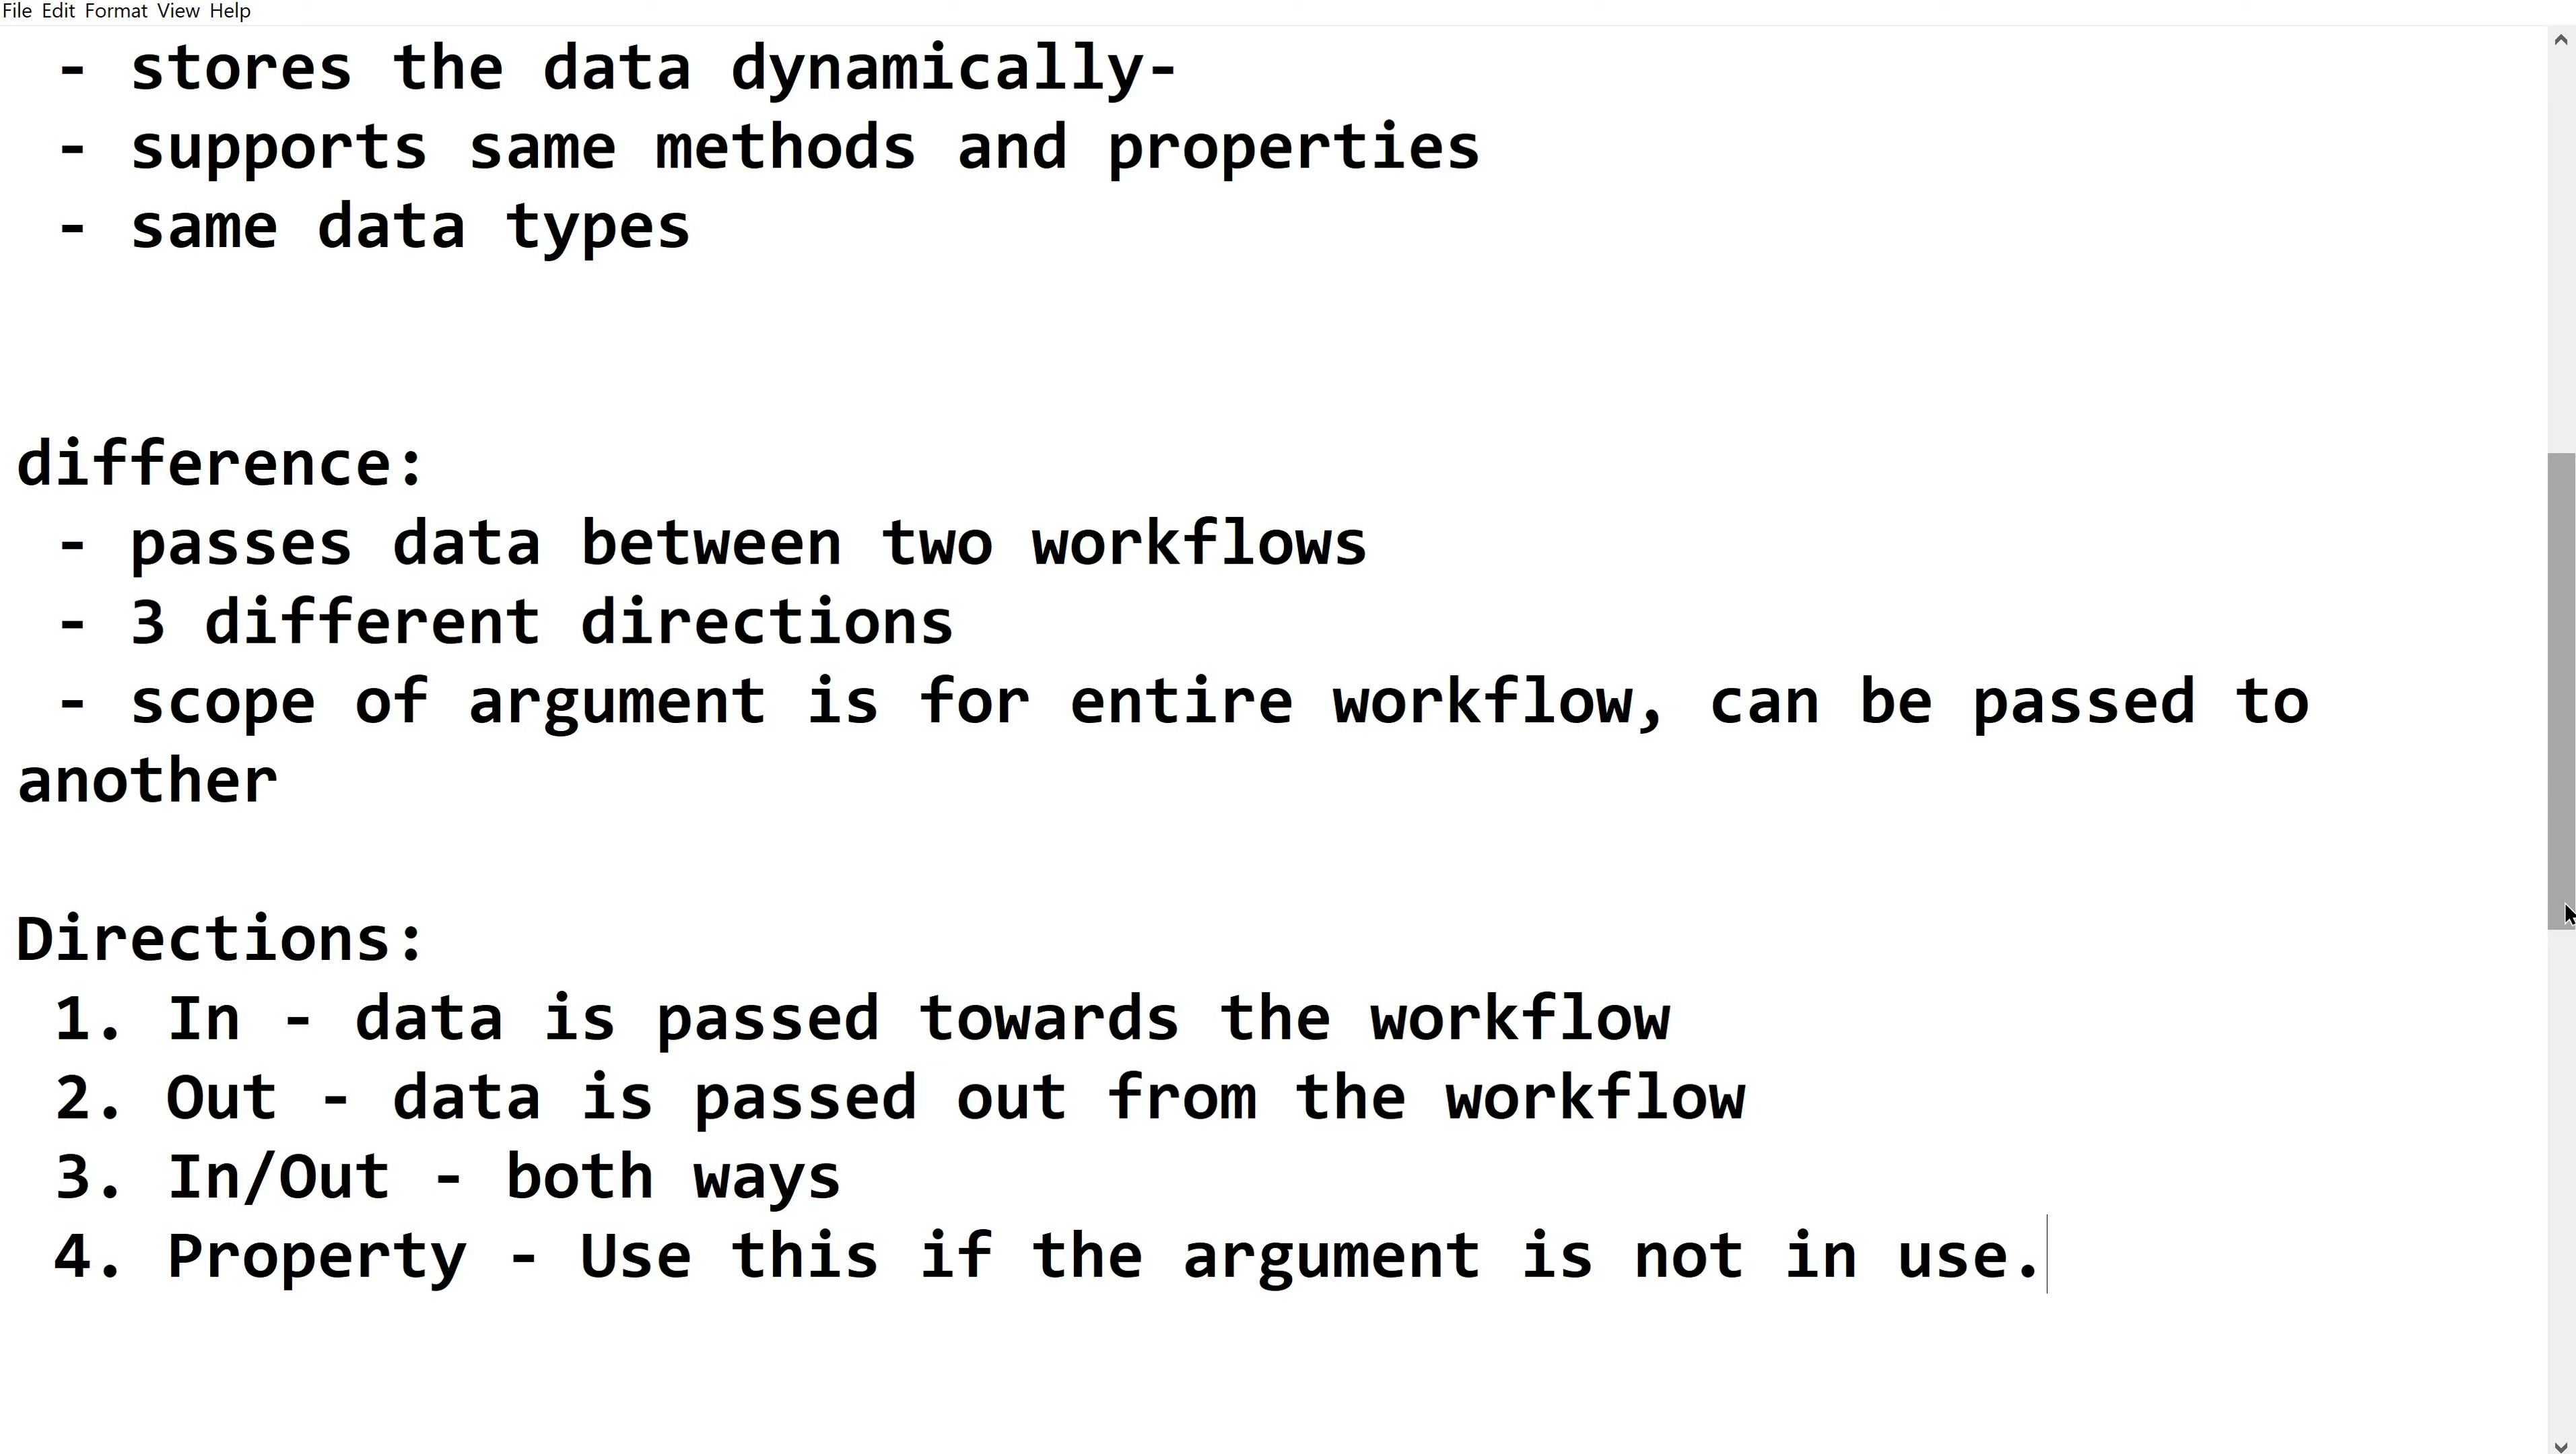 File Edit Format View Help
- stores the data dynamically-
- supports same methods and properties
- same data types
difference:
- passes data between two workflows
- 3 different directions
- scope of argument is for entire workflow, can be passed to
another
Directions:
1. In - data is passed towards the workflow
2. Out - data is passed out from the workflow
3. In/Out - both ways
4. Property - Use this if the argument is not in use.